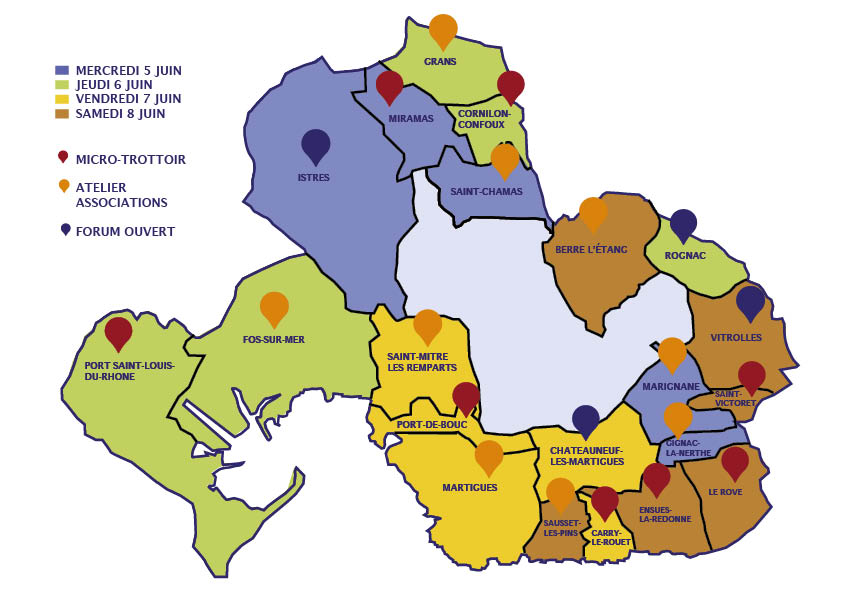 MERCREDI 5 JUIN
JEUDI 6 JUIN
VENDREDI 7 JUIN
SAMEDI 8 JUIN
MICRO-TROTTOIR
ATELIER
ASSOCIATIONS
FORUM OUVERT
GRANS
MIRAMAS
CORNILON-
CONFOUX
ISTRES
SAINT-CHAMAS
BERRE L'ÉTANG
ROGNAC
FOS-SUR-MER
VITROLLES
PORT SAINT-LOUIS-
DU-RHONE
SAINT-MITRE
LES REMPARTS
MARIGNANE
SAINT-
VICTORET
PORT-DE-BOUC
CHATEAUNEUF-
LES-MARTIGUES
GIGNAC-
LA-NERTHE
MARTIGUES
LE ROVE
ENSUES-
LA-REDONNE
SAUSSET-
LES-PINS
CARRY-
LE-ROUET